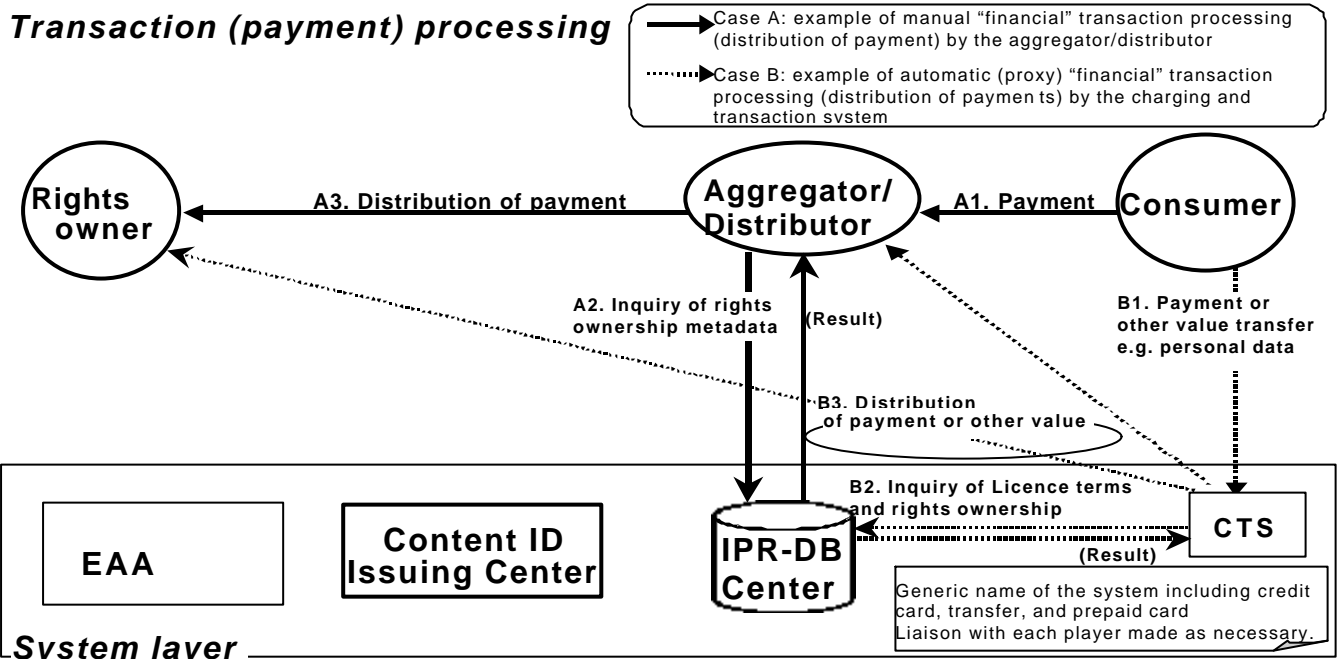 Transaction (payment) processing
Case A: example of manual “financial” transaction processing
(distribution of payment) by the aggregator/distributor
Case B: example of automatic (proxy) “financial” transaction
processing (distribution of paymen ts) by the charging and
transaction system
Rights
owner
A3. Distribution of payment
Aggregator/
Distributor
A1. Payment
Consumer
A2. Inquiry of rights
ownership metadata
(Result)
B1. Payment or
other value transfer
e.g. personal data
B3. Distribution
of payment or other value
EAA
Content ID
Issuing Center
IPR-DB
Center
B2. Inquiry of Licence terms
and rights ownership
(Result)
CTS
Generic name of the system including credit
card, transfer, and prepaid card
Liaison with each player made as necessary.
System layer